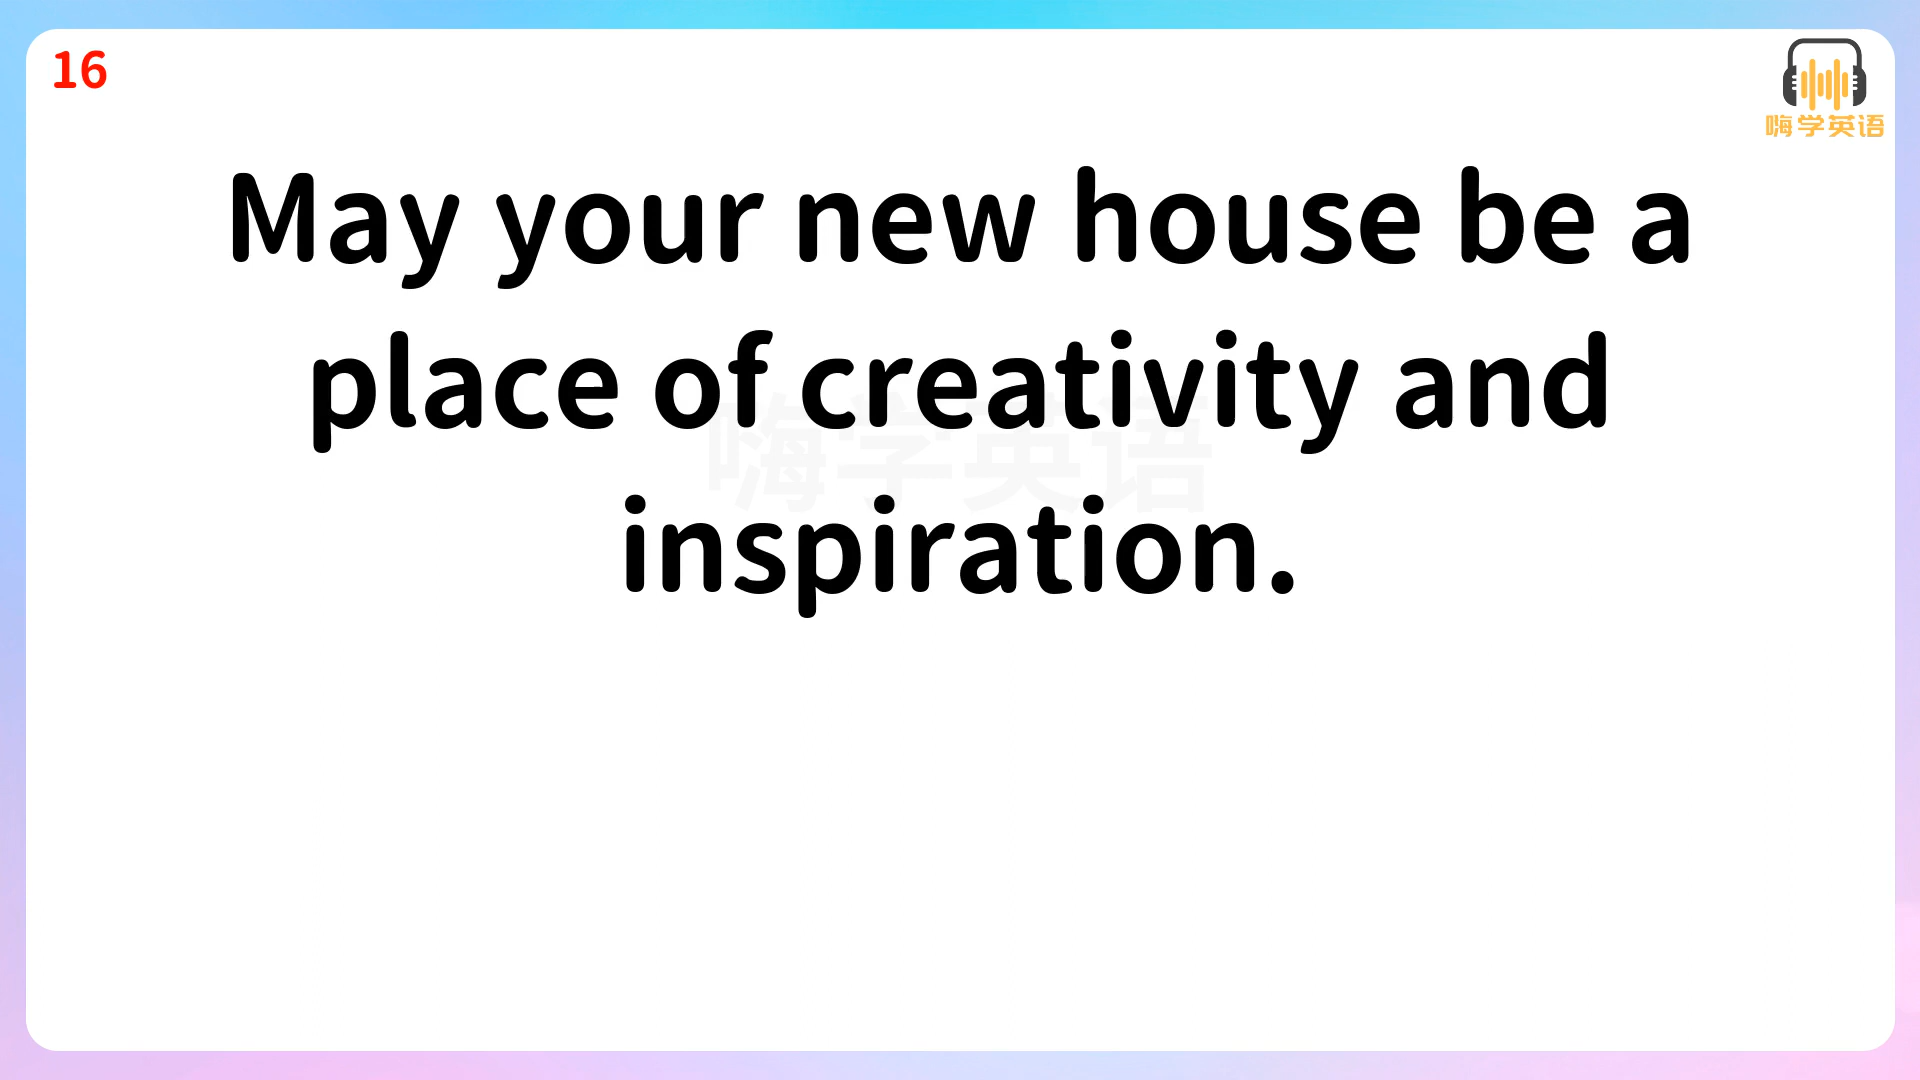 16
嗨学英语
May your new house be a
place of creativity and
嗨学英语
inspiration.